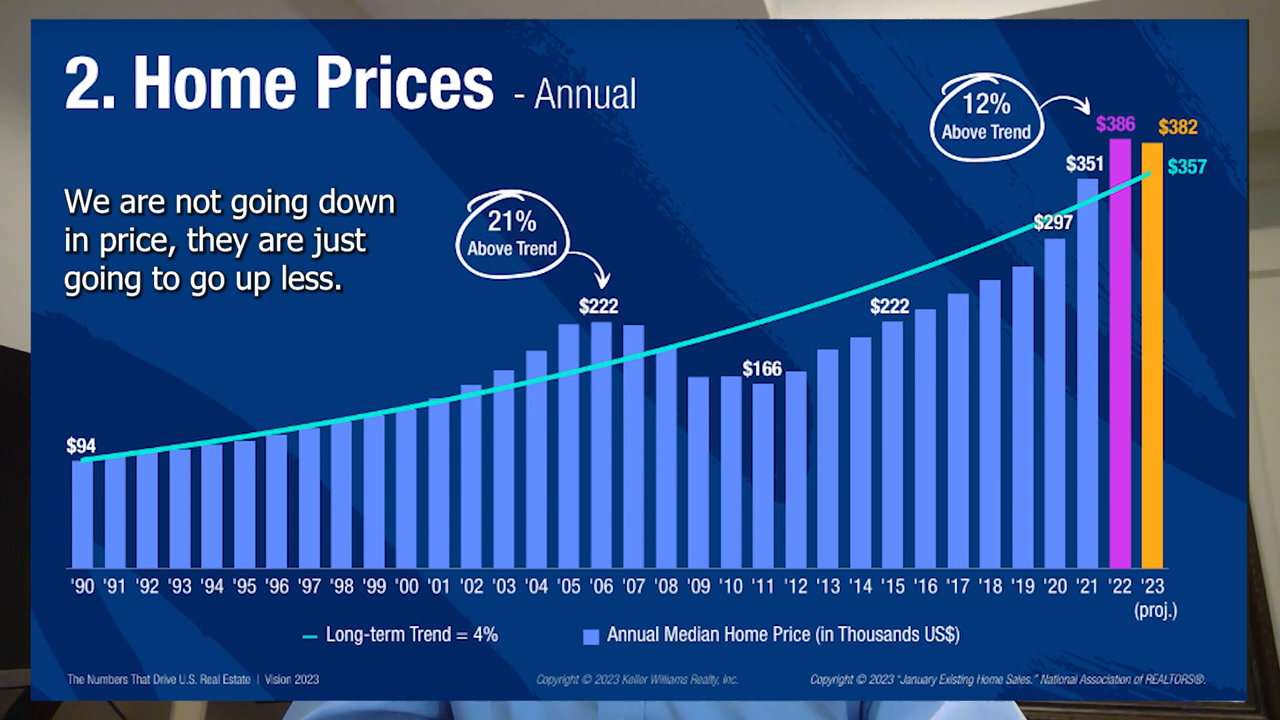 2. Home Prices - Annual
We are not going down
in price, they are just
going to go up less.
21%
Above Trend
12%
Above Trend
$94
$222
$166
$222
$297
$351
$386
$382
$357
'90 '91 '92 '93 '94 '95 '96 '97 '98 '99 '00 '01 '02 '03 '04 '05 '06 '07 '08 '09 '10 '11 '12 '13 '14 '15 '16 '17 '18 '19 '20 '21 '22 '23
(proj.)
Long-term Trend = 4% Annual Median Home Price (in Thousands US$)
The Numbers That Drive U.S. Real Estate | Vision 2023 Copyright © 2023 Keller Williams Realty, Inc. Copyright © 2023 "January Existing Home Sales." National Association of REALTORS®.